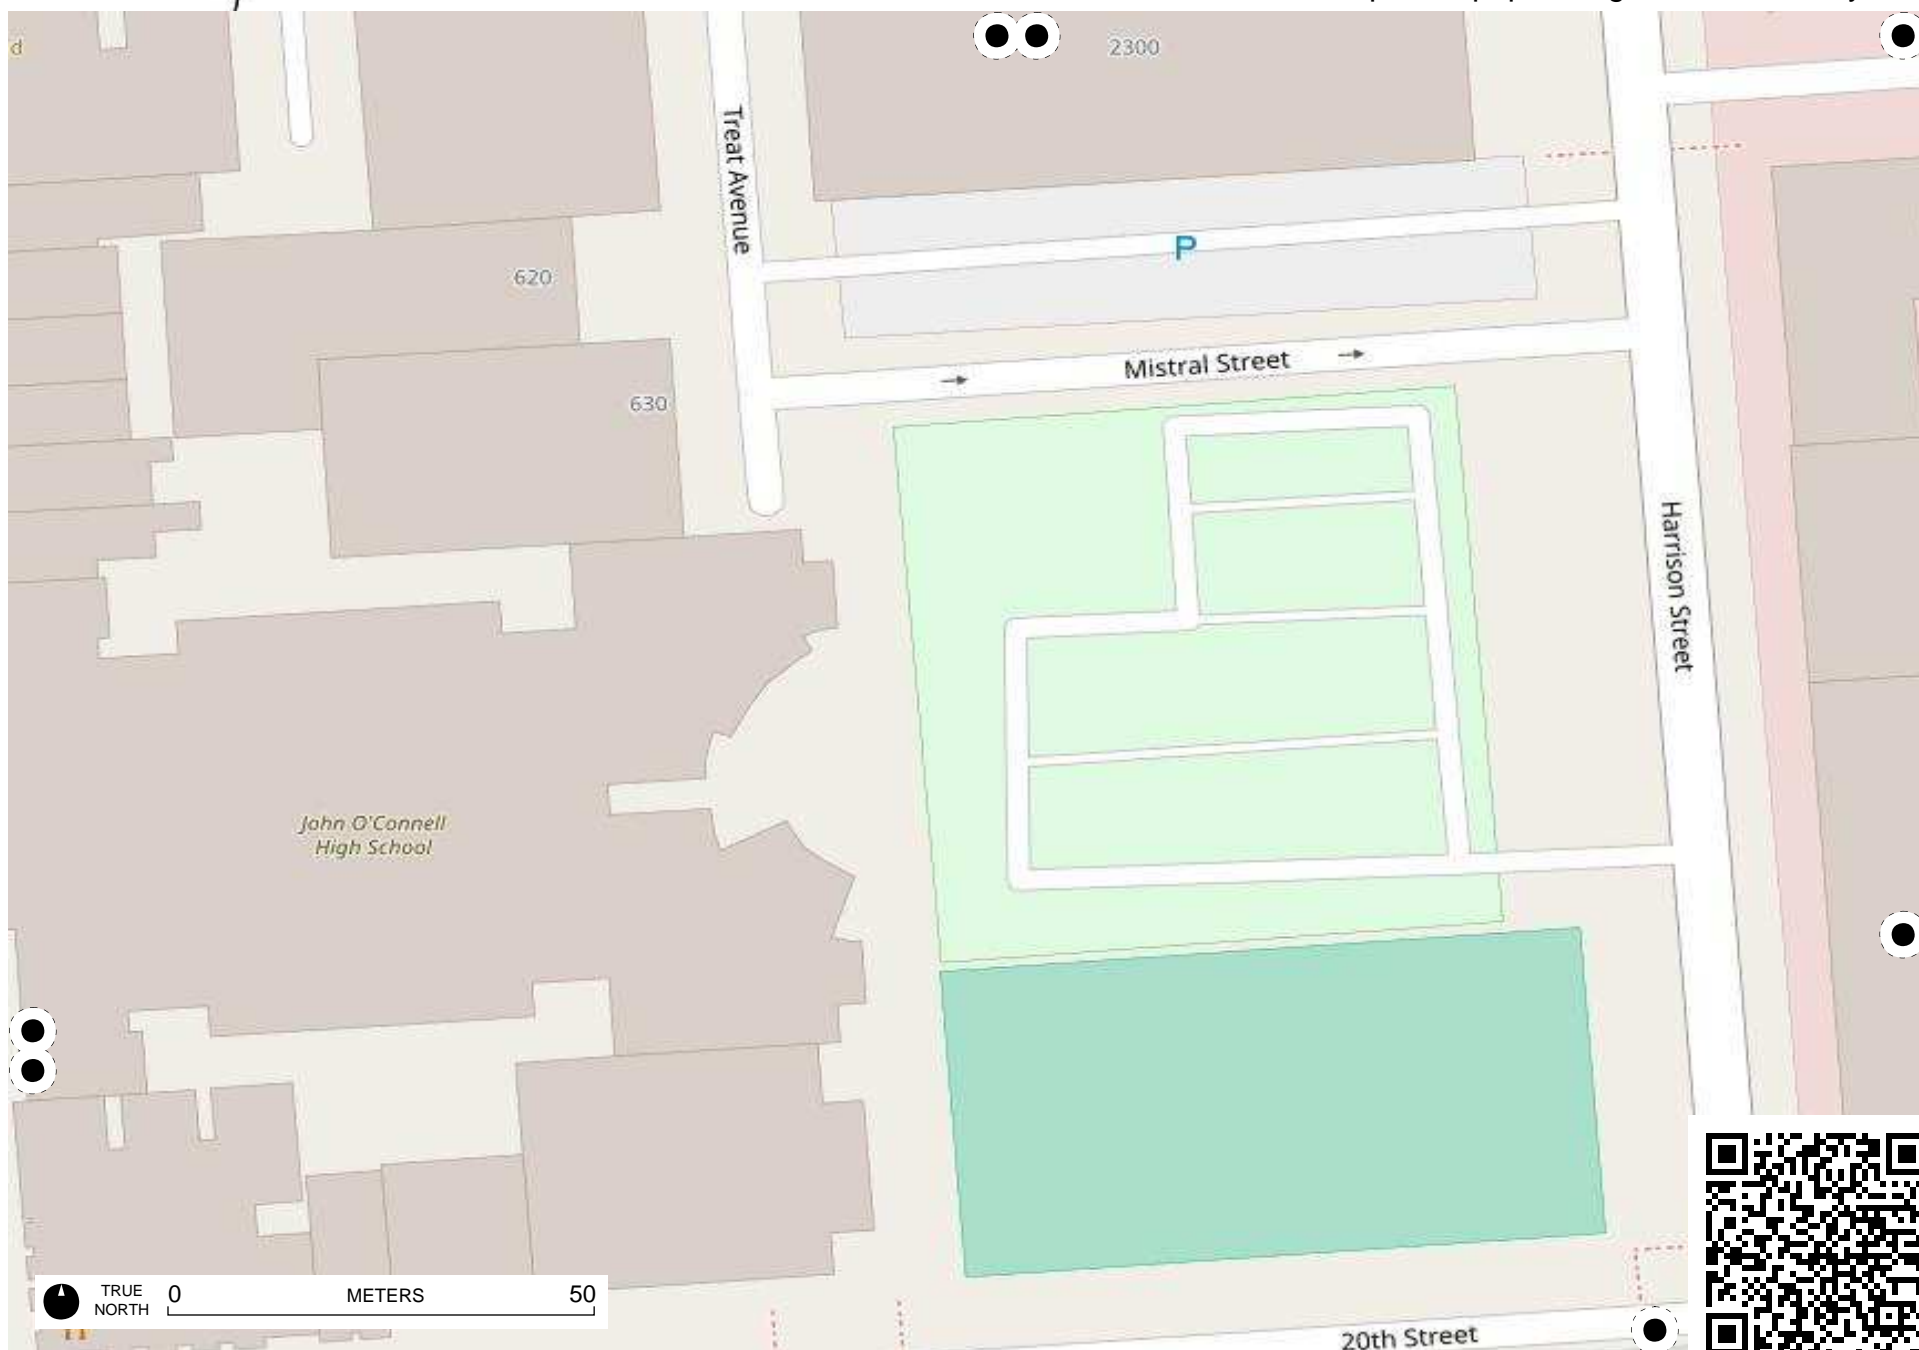 d
2300
Treat Avenue
620
P
Mistral Street
630
Harrison Street
John O'Connell
High School
TRUE
NORTH
0
METERS
50
20th Street